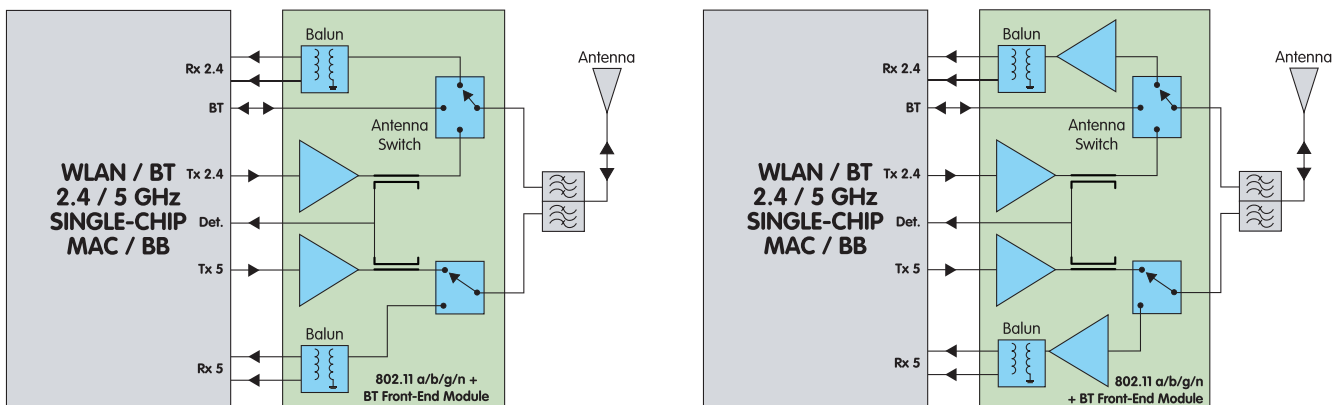 Balun
Rx 2.4
BT
Antenna
Switch
Antenna
WLAN / BT
2.4 / 5 GHz
SINGLE-CHIP
MAC / BB
Tx 2.4
Det.
Tx 5
Balun
Rx 5
802.11 a/b/g/n +
BT Front-End Module
Balun
Rx 2.4
BT
Antenna
Switch
Antenna
WLAN / BT
2.4 / 5 GHz
SINGLE-CHIP
MAC / BB
Tx 2.4
Det.
Tx 5
Balun
Rx 5
802.11 a/b/g/n
+ BT Front-End Module